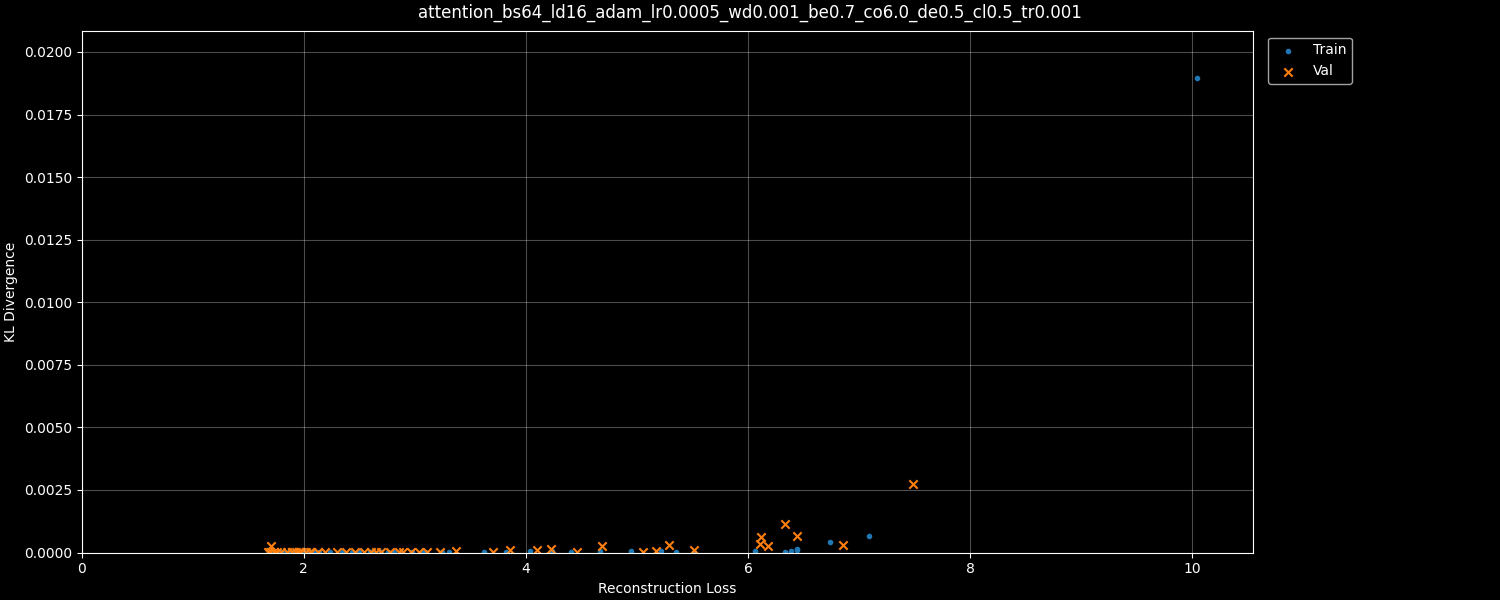 attention_bs64_ld16_adam_lr0.0005_wd0.001_be0.7_co6.0_de0.5_cl0.5_tr0.001
Train
Val
KL Divergence
0.0200
0.0175
0.0150
0.0125
0.0100
0.0075
0.0050
0.0025
0.0000
0 2 4 6 8 10
Reconstruction Loss